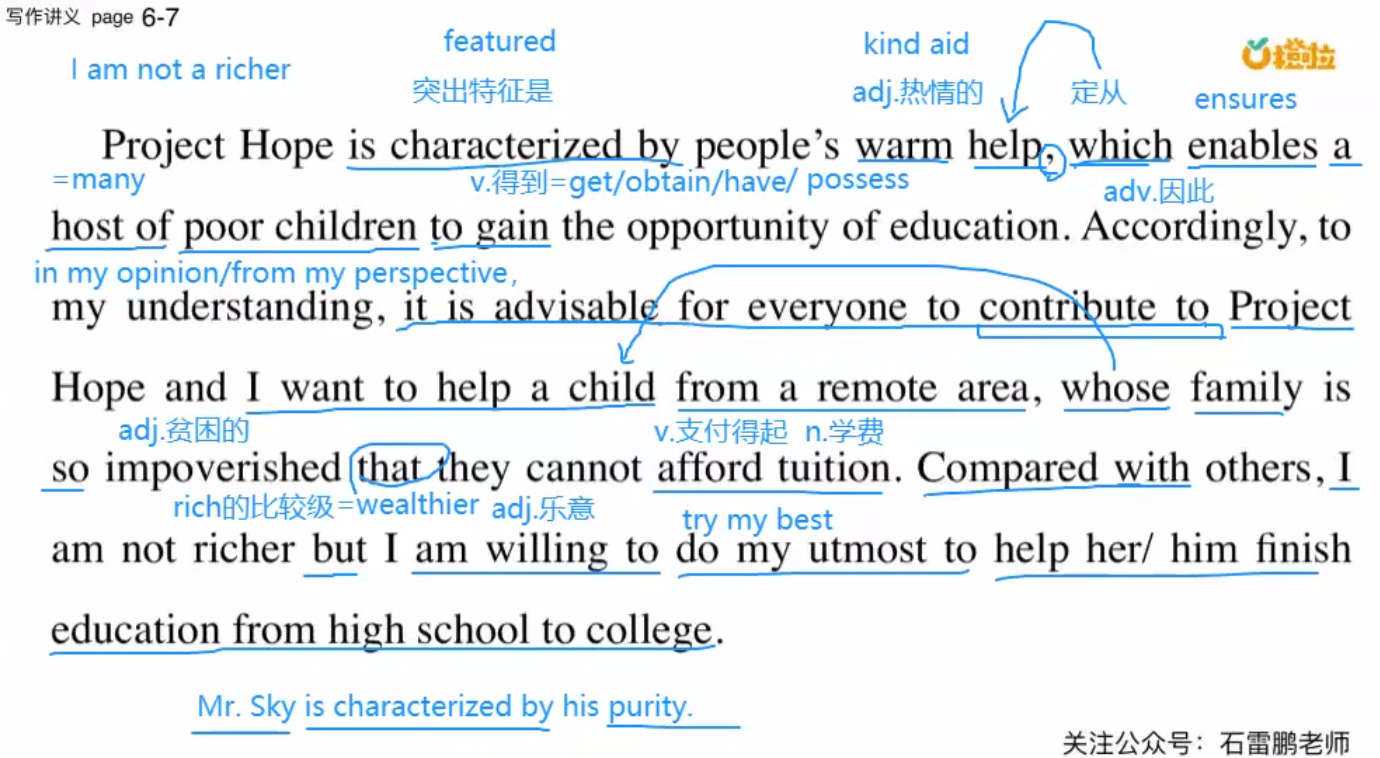 写作讲义 page 6-7
featured
kind aid
橙啦
I am not a richer
突出特征是
adj.热情的
定从
ensures
Project Hope is characterized by people’s warm help, which enables a
=many
v.得到=get/obtain/have/ possess
adv.因此
host of poor children to gain the opportunity of education. Accordingly, to
in my opinion/from my perspective,
my understanding, it is advisable for everyone to contribute to Project
Hope and I want to help a child from a remote area, whose family is
adj.贫困的
v.支付得起 n.学费
so impoverished that they cannot afford tuition. Compared with others, I
rich的比较级=wealthier
adj.乐意
try my best
am not richer but I am willing to do my utmost to help her/ him finish
education from high school to college.
Mr. Sky is characterized by his purity.
关注公众号：石雷鹏老师